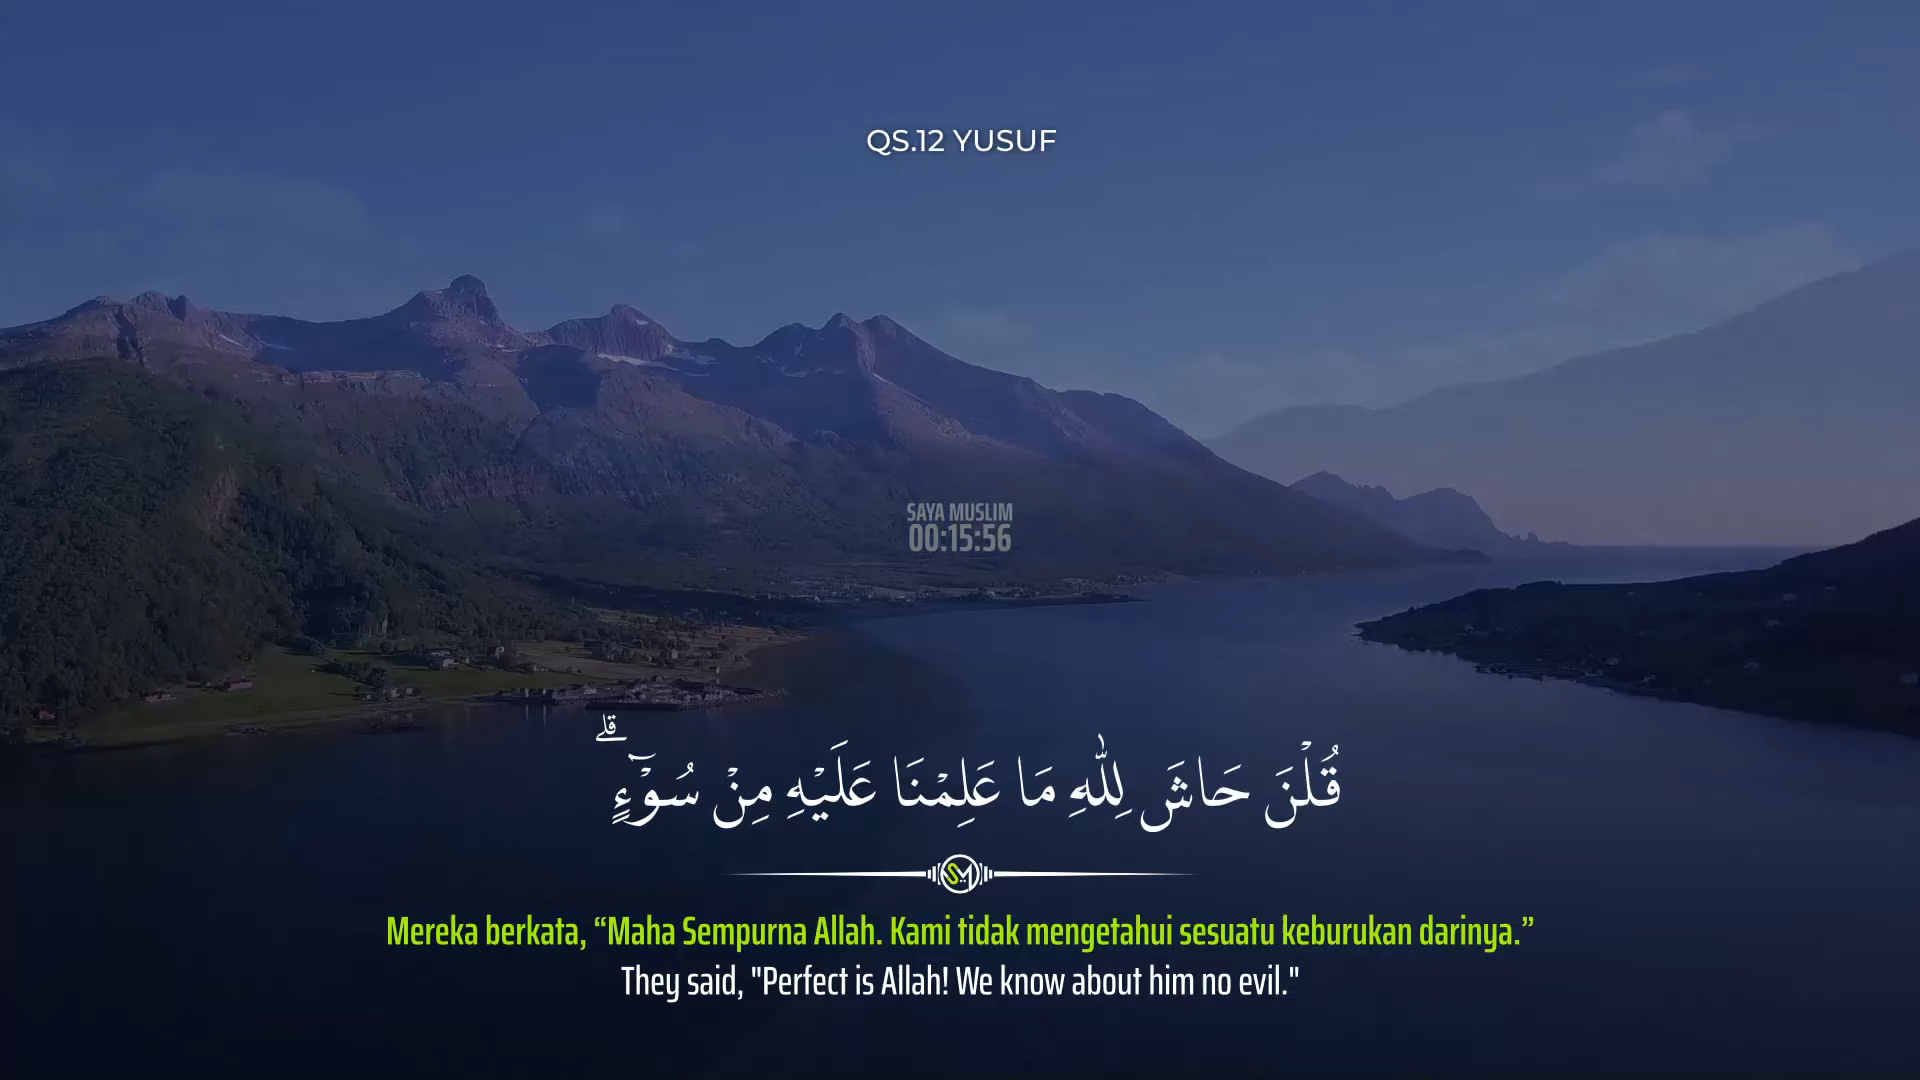 QS.12 YUSUF
SAYA MUSLIM
00:15:56
قُلْنَ حَاشَ لِلّٰهِ مَا عَلِمْنَا عَلَيْهِ مِنْ سُوْۤءٍ ۗ
SM
Mereka berkata, “Maha Sempurna Allah. Kami tidak mengetahui sesuatu keburukan darinya.”
They said, "Perfect is Allah! We know about him no evil."